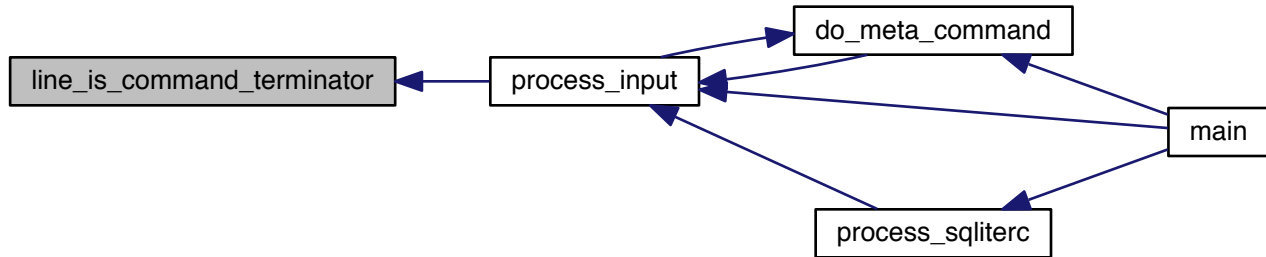 do_meta_command
line_is_command_terminator
process_input
main
process_sqliterc